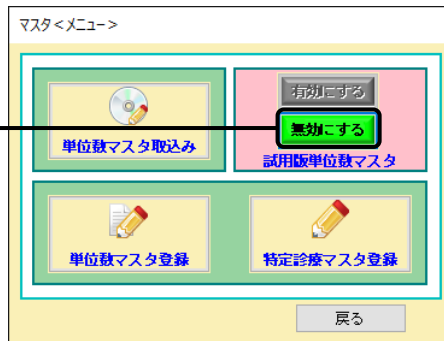 マスタ<メニュー>
有効にする
無効にする
単位数マスタ取込み
試用版単位数マスタ
単位数マスタ登録
特定診療マスタ登録
戻る